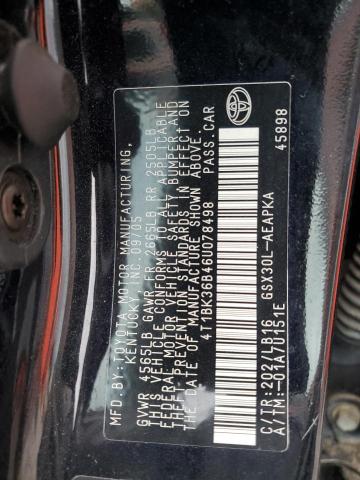 MFD.BY:TOYOTA MOTOR MANUFACTURING,
KENTUCKY, INC. 09/05
GVWR 4565LB GAWR FR 2665LB RR 2505LB
THIS VEHICLE CONFORMS TO ALL APPLICABLE
FEDERAL MOTOR VEHICLE SAFETY, BUMPER, AND
THEFT PREVENTION STANDARDS IN EFFECT ON
THE DATE OF MANUFACTURE SHOWN ABOVE.
4T1BK36B46U078498 PASS.CAR
C/TR:202/LB16 GSX30L-AEAPKA
A/TM:-01A/U151E 45898